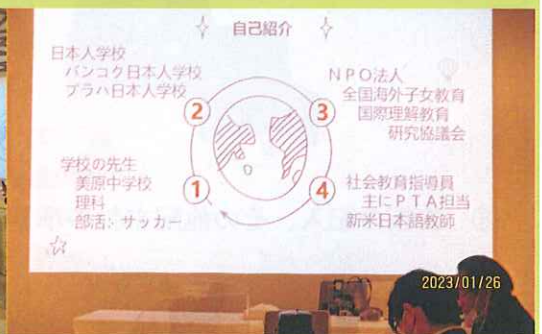 自己紹介
日本人学校
バンコク日本人学校
プラハ日本人学校
2
NPO法人
全国海外子女教育
国際理解教育
研究協議会
3
学校の先生
美原中学校
理科
部活：サッカー
1
4
社会教育指導員
主にPTA担当
新米日本語教師
2023/01/26